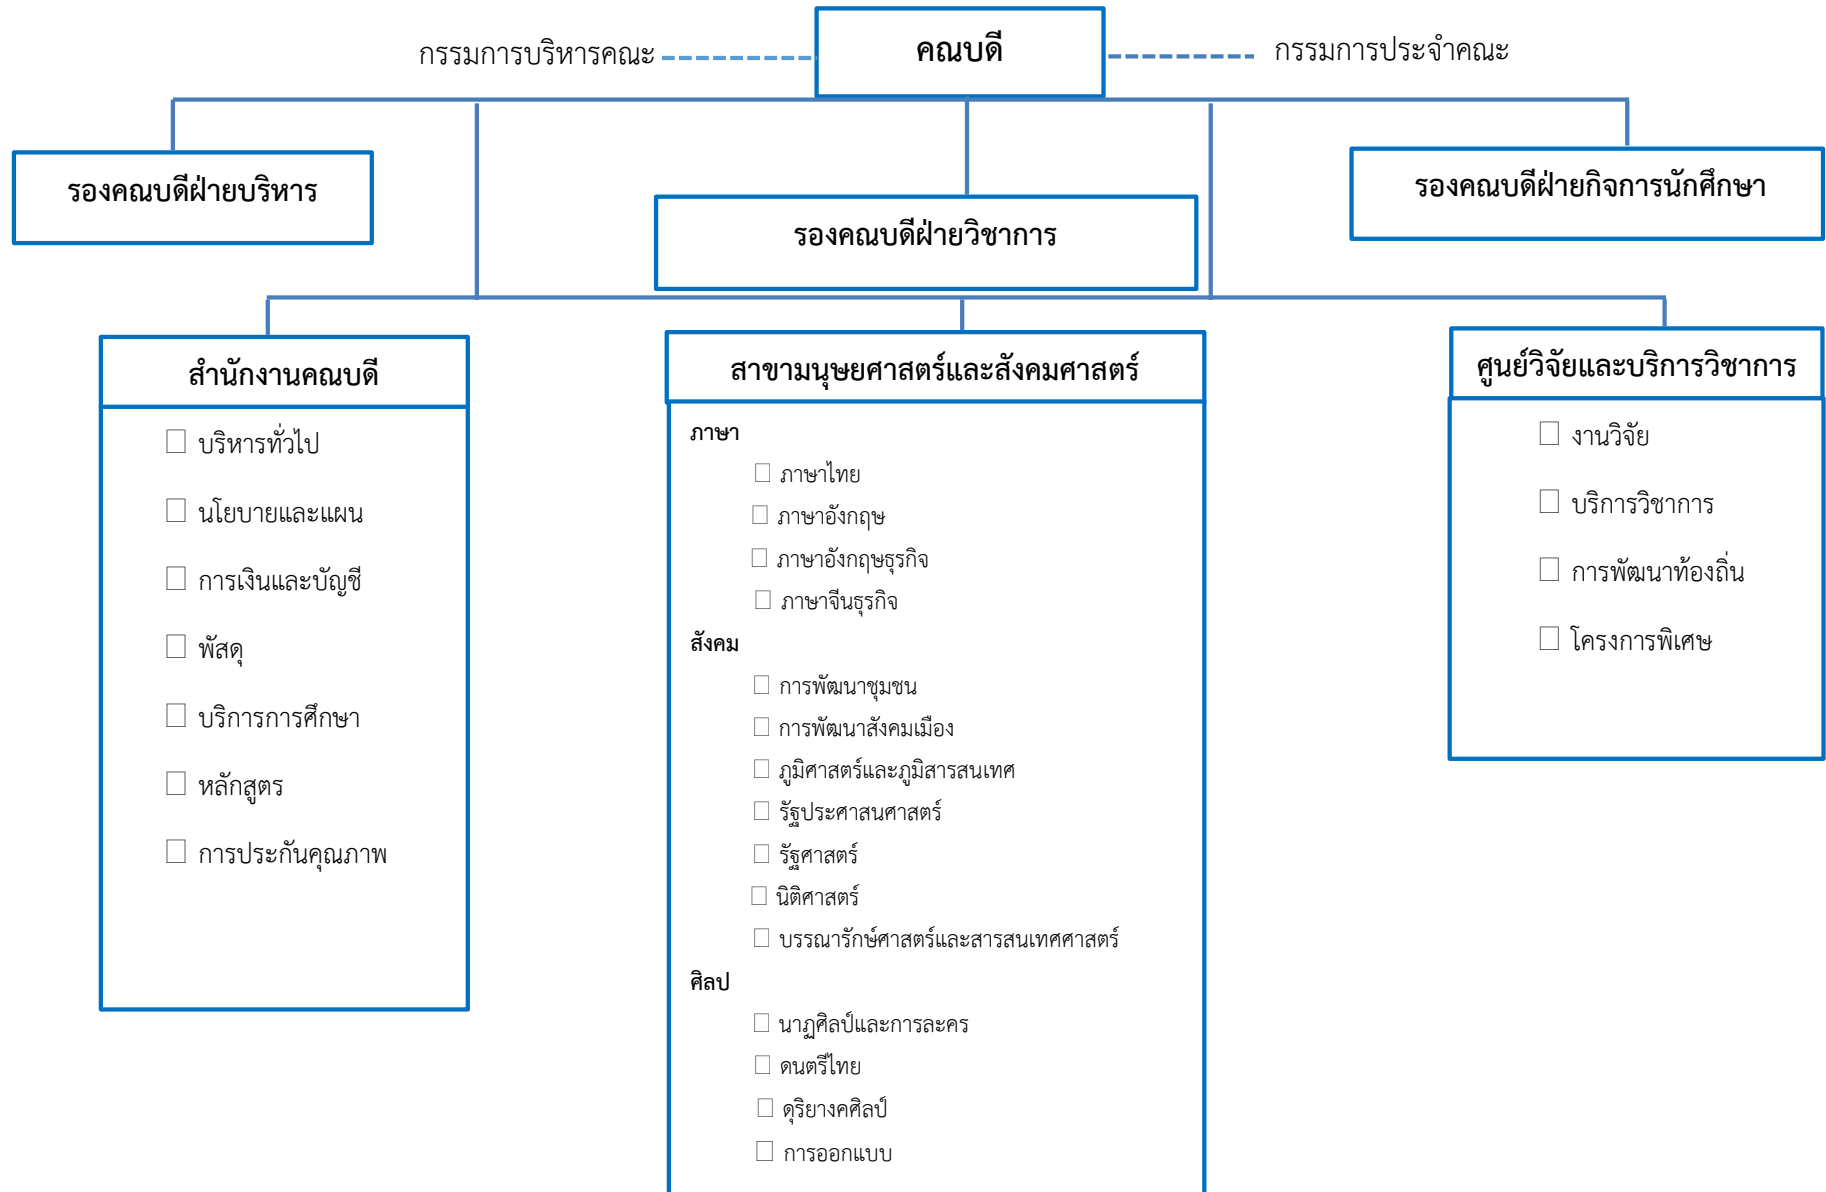 คณบดี
กรรมการบริหารคณะ
กรรมการประจำคณะ
รองคณบดีฝ่ายบริหาร
รองคณบดีฝ่ายวิชาการ
รองคณบดีฝ่ายกิจการนักศึกษา
สำนักงานคณบดี
บริหารทั่วไป
นโยบายและแผน
การเงินและบัญชี
พัสดุ
บริการการศึกษา
หลักสูตร
การประกันคุณภาพ
สาขามนุษยศาสตร์และสังคมศาสตร์
ภาษา
ภาษาไทย
ภาษาอังกฤษ
ภาษาอังกฤษธุรกิจ
ภาษาจีนธุรกิจ
สังคม
การพัฒนาชุมชน
การพัฒนาสังคมเมือง
ภูมิศาสตร์และภูมิสารสนเทศ
รัฐประศาสนศาสตร์
รัฐศาสตร์
นิติศาสตร์
บรรณารักษ์ศาสตร์และสารสนเทศศาสตร์
ศิลป
นาฏศิลป์และการละคร
ดนตรีไทย
ดุริยางคศิลป์
การออกแบบ
ศูนย์วิจัยและบริการวิชาการ
งานวิจัย
บริการวิชาการ
การพัฒนาท้องถิ่น
โครงการพิเศษ